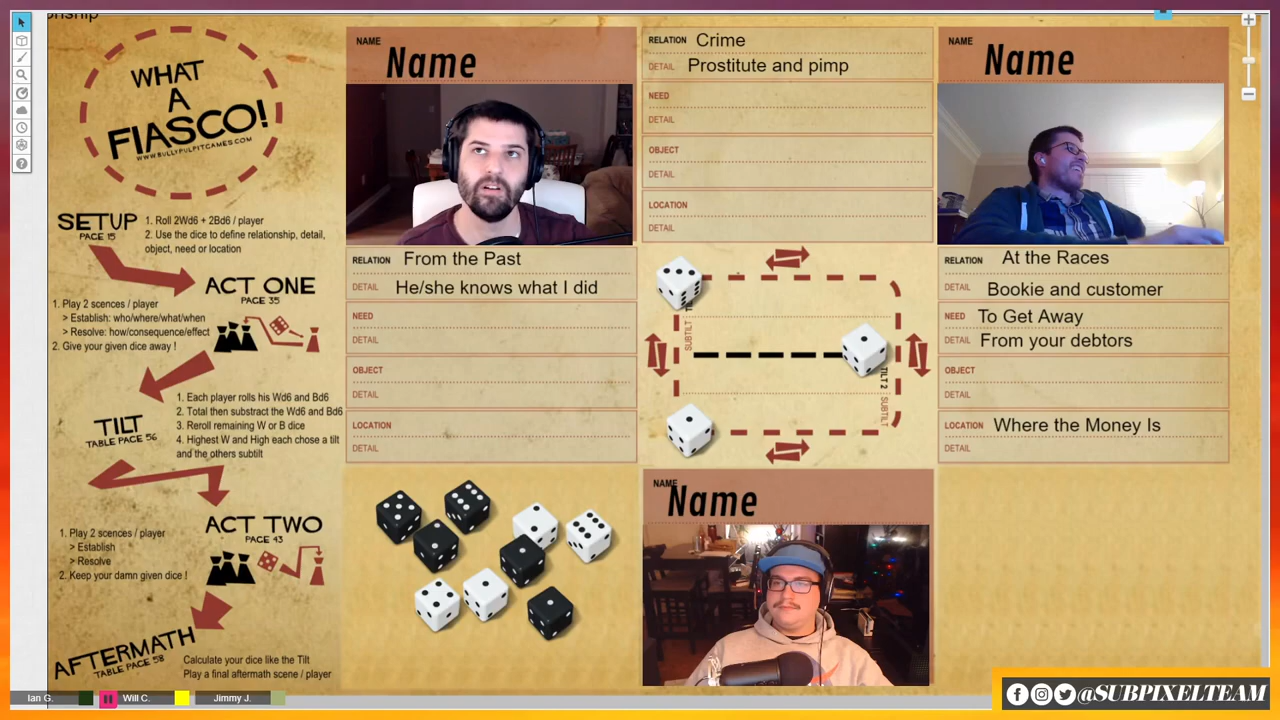 onship
WHAT
A
FIASCO!
WWW.BULLYPULPITGAMES.COM
SETUP
PAGE 15
1. Roll 2Wd6 + 2Bd6 / player
2. Use the dice to define relationship, detail,
object, need or location
ACT ONE
PAGE 35
1. Play 2 scences / player
> Establish: who/where/what/when
> Resolve: how/consequence/effect
2. Give your given dice away !
TILT
TABLE PAGE 56
1. Each player rolls his Wd6 and Bd6
2. Total then substract the Wd6 and Bd6
3. Reroll remaining W or B dice
4. Highest W and High each chose a tilt
and the others subtilt
ACT TWO
PAGE 43
1. Play 2 scences / player
> Establish
> Resolve
2. Keep your damn given dice !
AFTERMATH
TABLE PAGE 58
Calculate your dice like the Tilt
Play a final aftermath scene / player
NAME
Name
RELATION From the Past
DETAIL He/she knows what I did
NEED
DETAIL
OBJECT
DETAIL
LOCATION
DETAIL
RELATION Crime
DETAIL Prostitute and pimp
NEED
DETAIL
OBJECT
DETAIL
LOCATION
DETAIL
SUBTILT
TILT 2
SUBTILT
NAME
Name
NAME
Name
RELATION At the Races
DETAIL Bookie and customer
NEED To Get Away
DETAIL From your debtors
OBJECT
DETAIL
LOCATION Where the Money Is
DETAIL
Ian G.
Will C.
Jimmy J.
@SUBPIXELTEAM